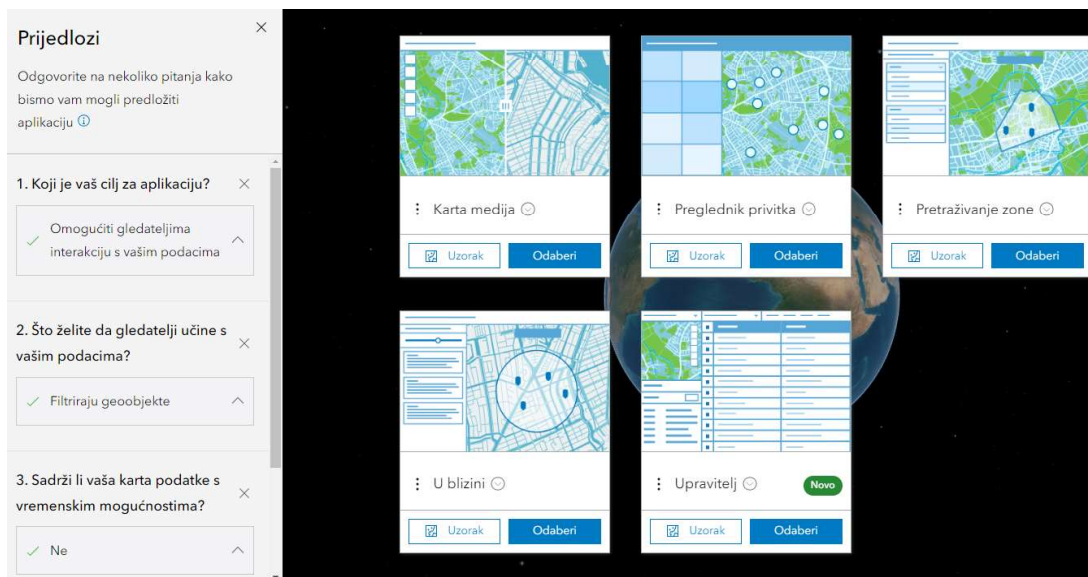 Prijedlozi
Odgovorite na nekoliko pitanja kako
bismo vam mogli predložiti
aplikaciju
1. Koji je vaš cilj za aplikaciju?
Omogućiti gledateljima
interakciju s vašim podacima
2. Što želite da gledatelji učine s
vašim podacima?
Filtriraju geoobjekte
3. Sadrži li vaša karta podatke s
vremenskim mogućnostima?
Ne
Karta medija
Uzorak
Odaberi
Preglednik privitka
Uzorak
Odaberi
Pretraživanje zone
Uzorak
Odaberi
U blizini
Uzorak
Odaberi
Upravitelj
Novo
Uzorak
Odaberi